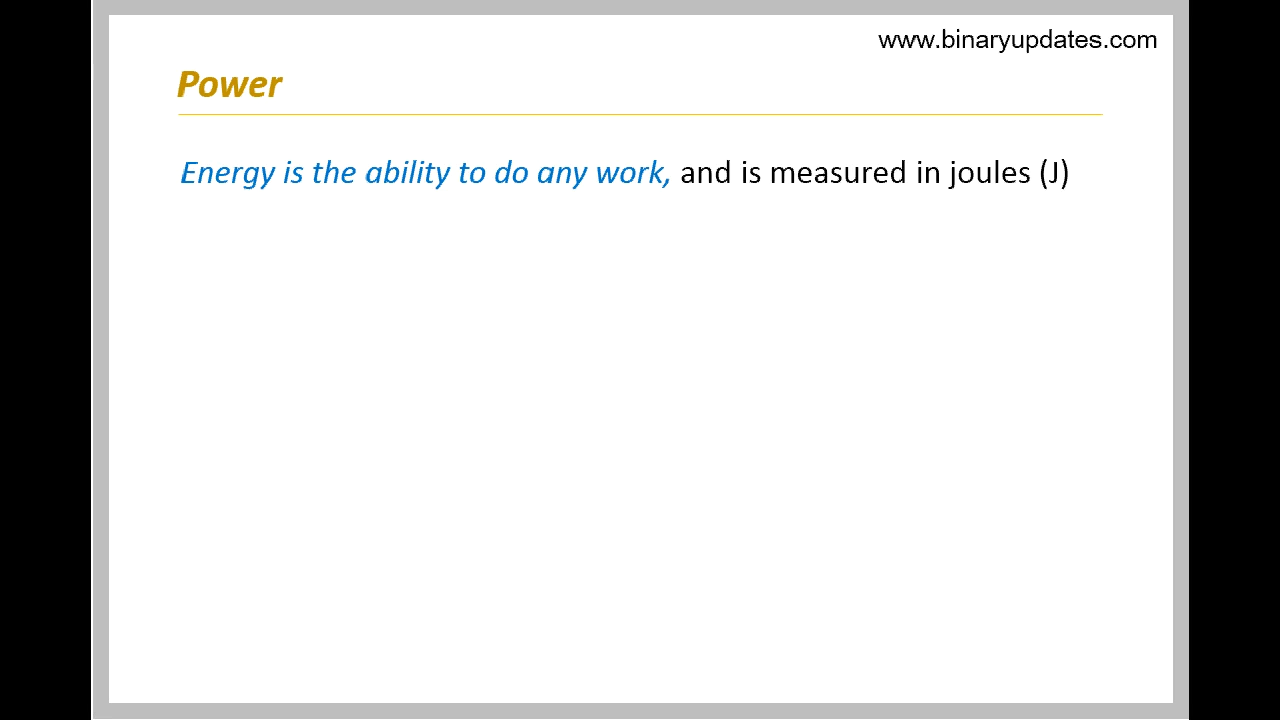 www.binaryupdates.com
Power
Energy is the ability to do any work, and is measured in joules (J)